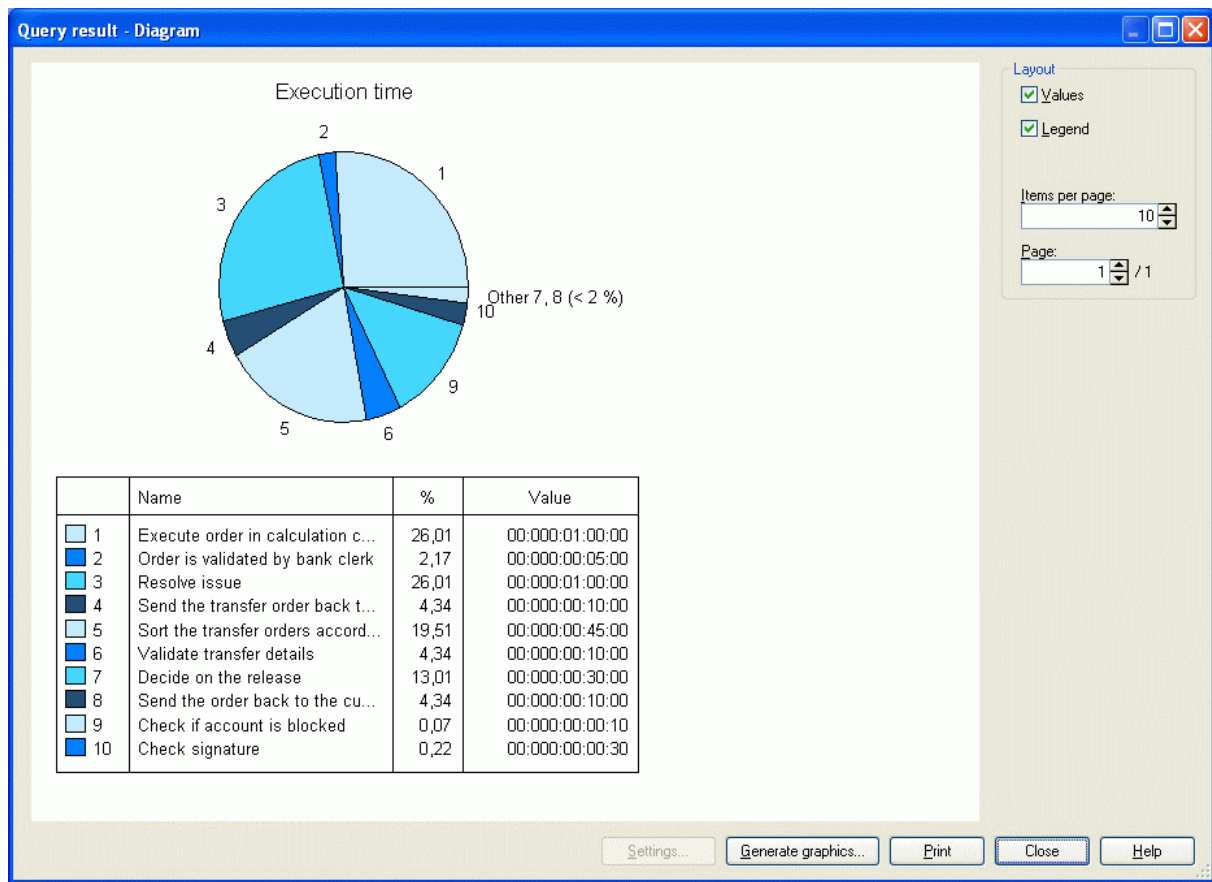 Query result - Diagram
Execution time
1
2
3
4
5
6
9
10
Other 7, 8 (< 2 %)
Name % Value
1 Execute order in calculation c... 26,01 00:000:01:00:00
2 Order is validated by bank clerk 2,17 00:000:00:05:00
3 Resolve issue 26,01 00:000:01:00:00
4 Send the transfer order back t... 4,34 00:000:00:10:00
5 Sort the transfer orders accord... 19,51 00:000:00:45:00
6 Validate transfer details 4,34 00:000:00:10:00
7 Decide on the release 13,01 00:000:00:30:00
8 Send the order back to the cu... 4,34 00:000:00:10:00
9 Check if account is blocked 0,07 00:000:00:00:10
10 Check signature 0,22 00:000:00:00:30
Layout
Values
Legend
Items per page:
10
Page:
1 / 1
Settings... Generate graphics... Print Close Help